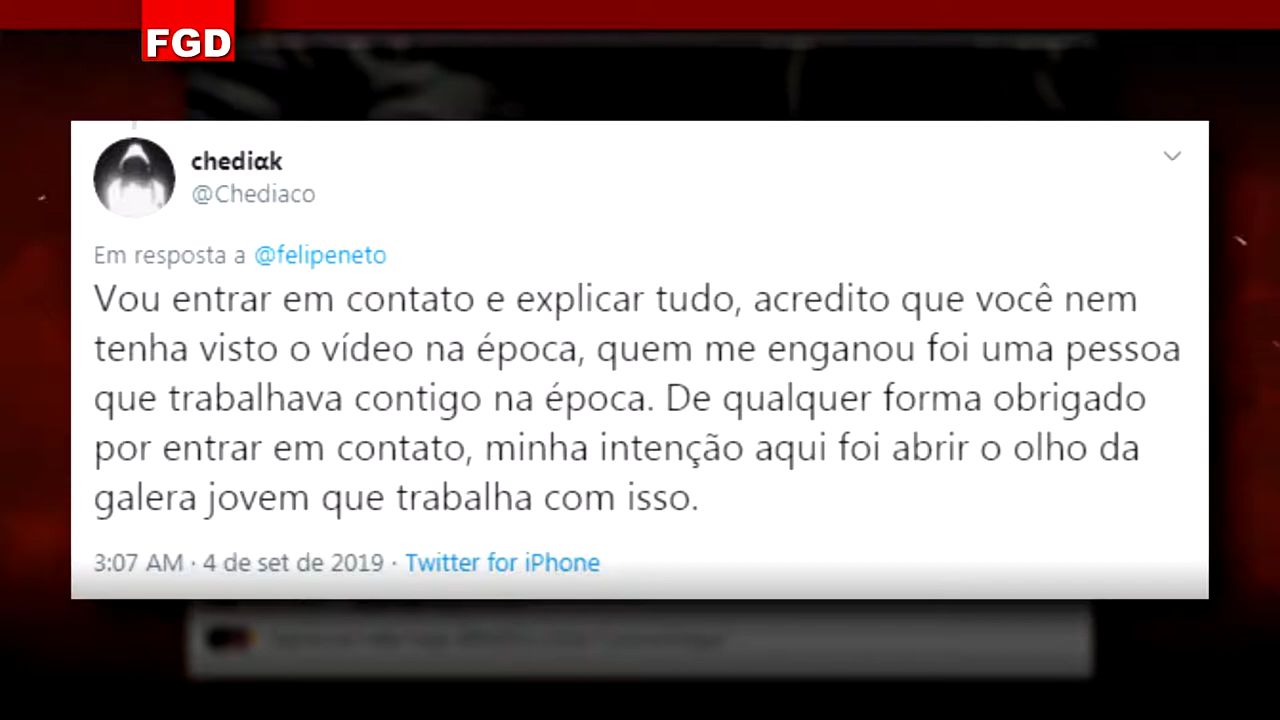 FGD
chediαk
@Chediaco
Em resposta a @felipeneto
Vou entrar em contato e explicar tudo, acredito que você nem
tenha visto o vídeo na época, quem me enganou foi uma pessoa
que trabalhava contigo na época. De qualquer forma obrigado
por entrar em contato, minha intenção aqui foi abrir o olho da
galera jovem que trabalha com isso.
3:07 AM · 4 de set de 2019 · Twitter for iPhone